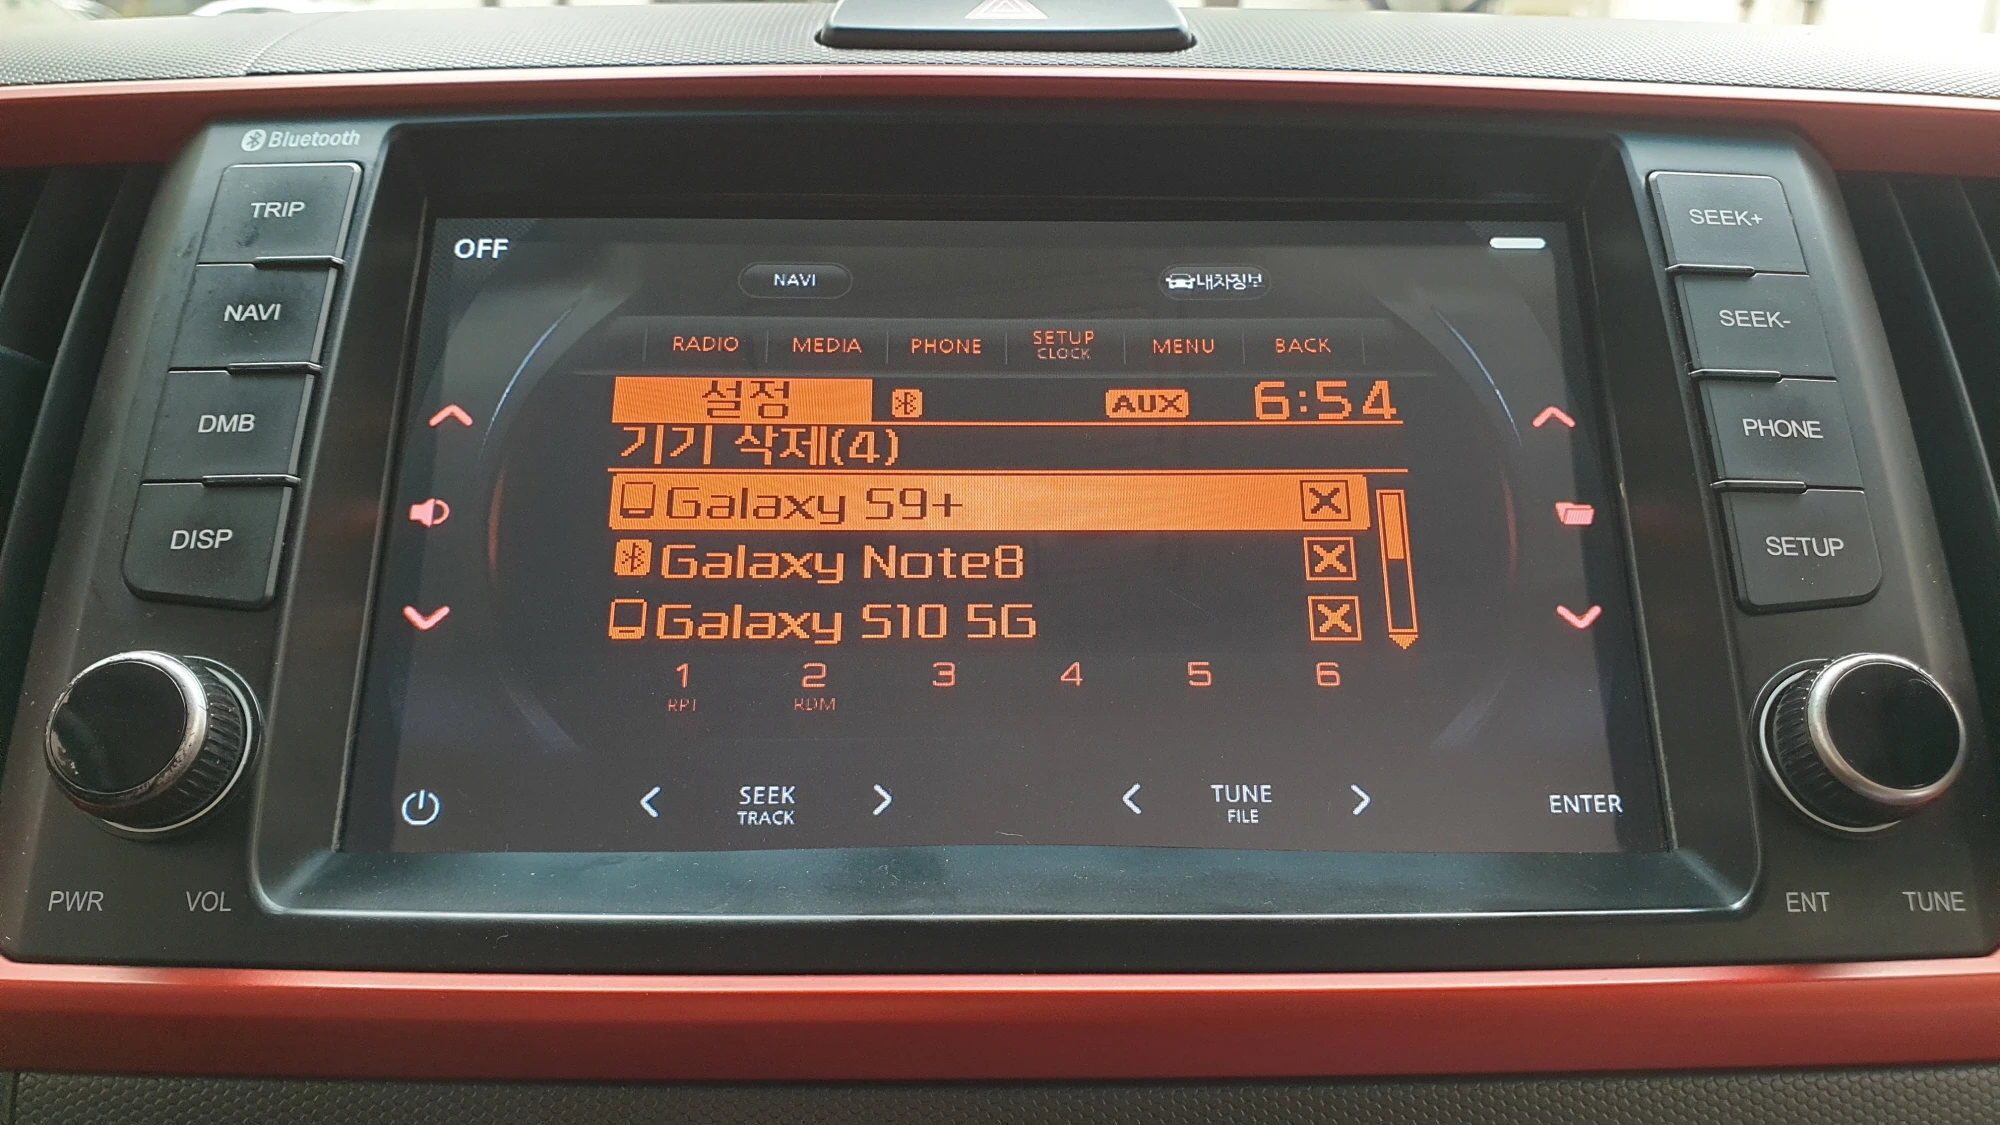 Bluetooth
TRIP
NAVI
DMB
DISP
PWR VOL
OFF
NAVI 내차정보
RADIO MEDIA PHONE SETUP CLOCK MENU BACK
설정 AUX 6:54
기기 삭제(4)
Galaxy S9+
Galaxy Note8
Galaxy S10 5G
1 2 3 4 5 6
RPT RDM
SEEK TUNE ENTER
TRACK FILE
SEEK+
SEEK-
PHONE
SETUP
ENT TUNE